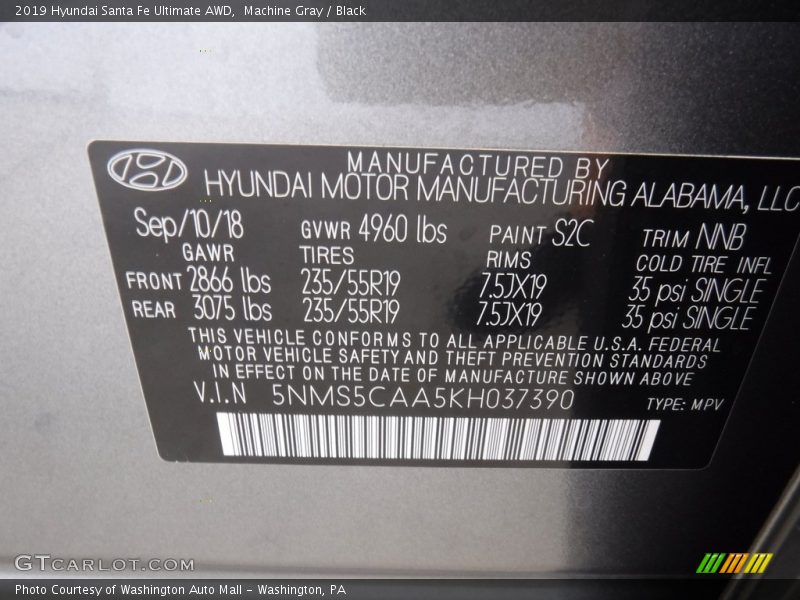 2019 Hyundai Santa Fe Ultimate AWD,  Machine Gray / Black
MANUFACTURED BY
HYUNDAI MOTOR MANUFACTURING ALABAMA, LLC
Sep/10/18 GVWR 4960 lbs PAINT S2C TRIM NNB
GAWR TIRES RIMS COLD TIRE INFL
FRONT 2866 lbs 235/55R19 7.5JX19 35 psi SINGLE
REAR 3075 lbs 235/55R19 7.5JX19 35 psi SINGLE
THIS VEHICLE CONFORMS TO ALL APPLICABLE U.S.A. FEDERAL
MOTOR VEHICLE SAFETY AND THEFT PREVENTION STANDARDS
IN EFFECT ON THE DATE OF MANUFACTURE SHOWN ABOVE
V.I.N 5NMS5CAA5KH037390 TYPE: MPV
GTCARLOT.COM
Photo Courtesy of Washington Auto Mall - Washington, PA